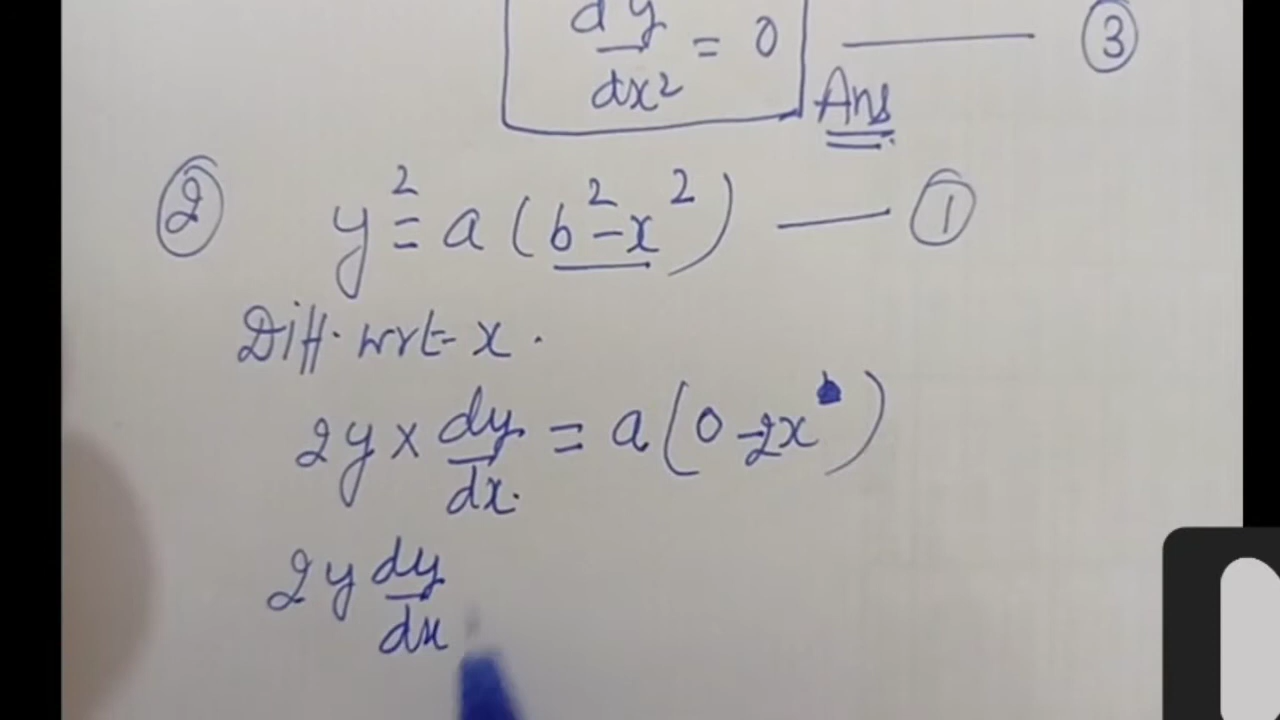 d²y/dx² = 0 —— ③
Ans
② y² = a (b² - x²) —— ①
Diff. wrt x.
2y × dy/dx. = a (0 - 2x)
2y dy/dx